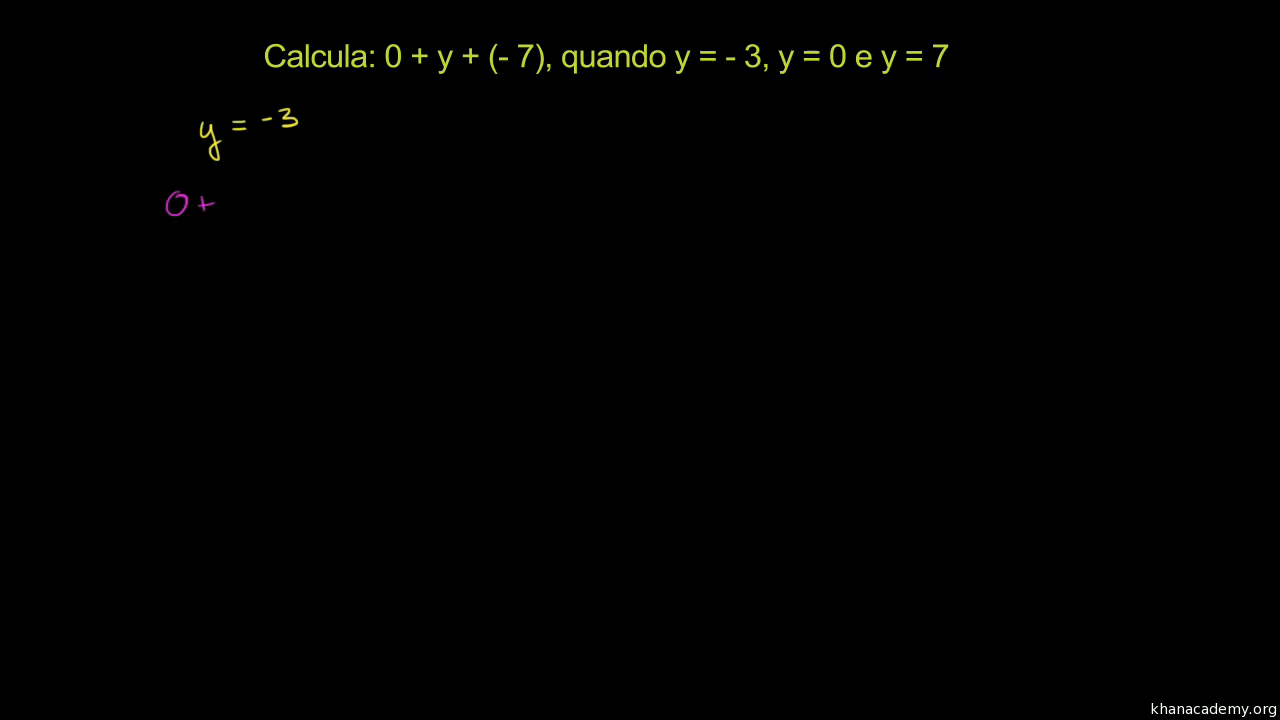 Calcula: 0 + y + (- 7), quando y = - 3, y = 0 e y = 7
y = -3
0 +
khanacademy.org